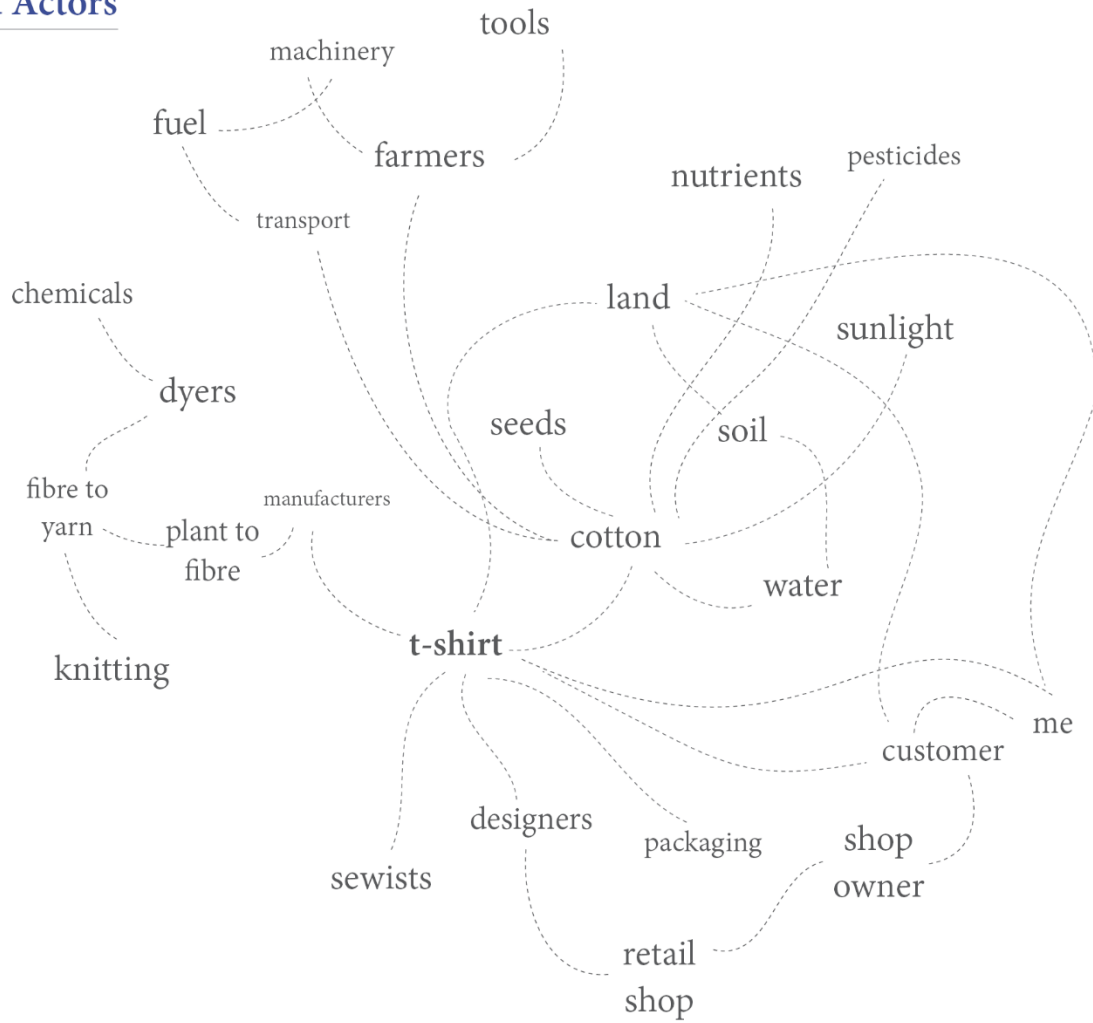 Actors
tools
machinery
fuel
farmers
pesticides
nutrients
transport
chemicals
land
sunlight
dyers
seeds
soil
fibre to
yarn
manufacturers
plant to
fibre
cotton
water
t-shirt
knitting
me
customer
designers
packaging
shop
owner
sewists
retail
shop